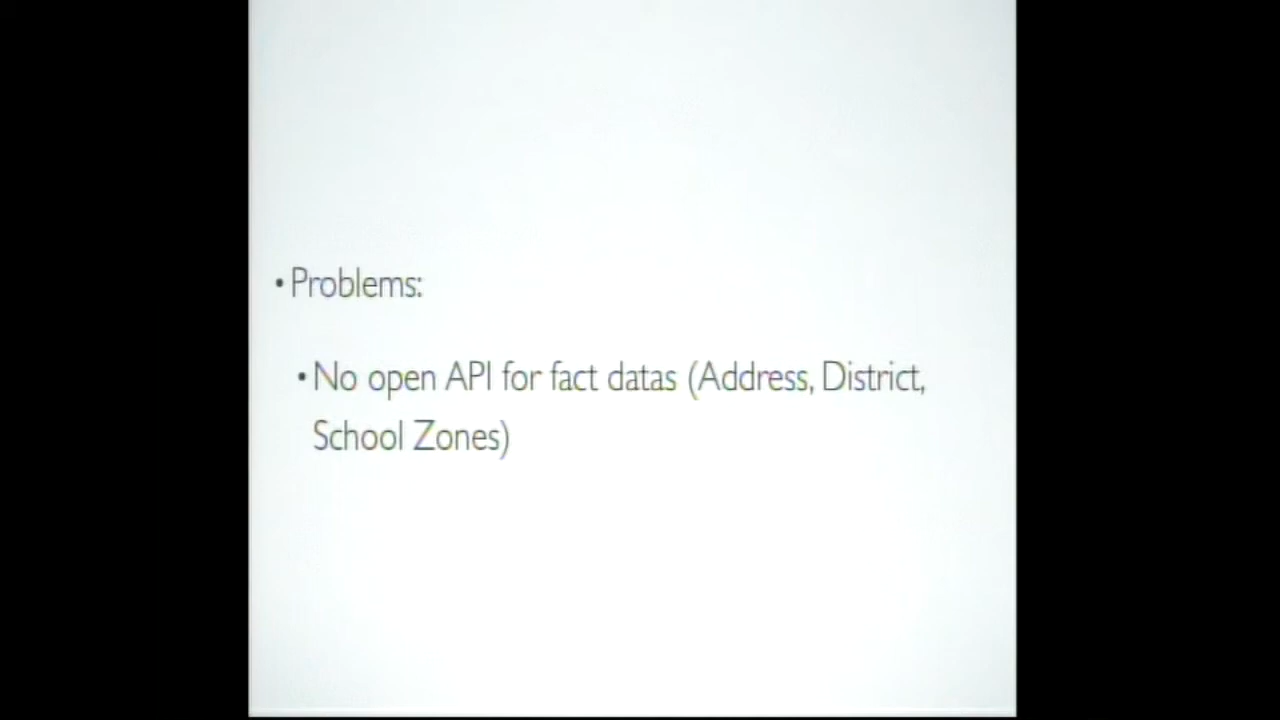 • Problems:
• No open API for fact datas (Address, District,
School Zones)